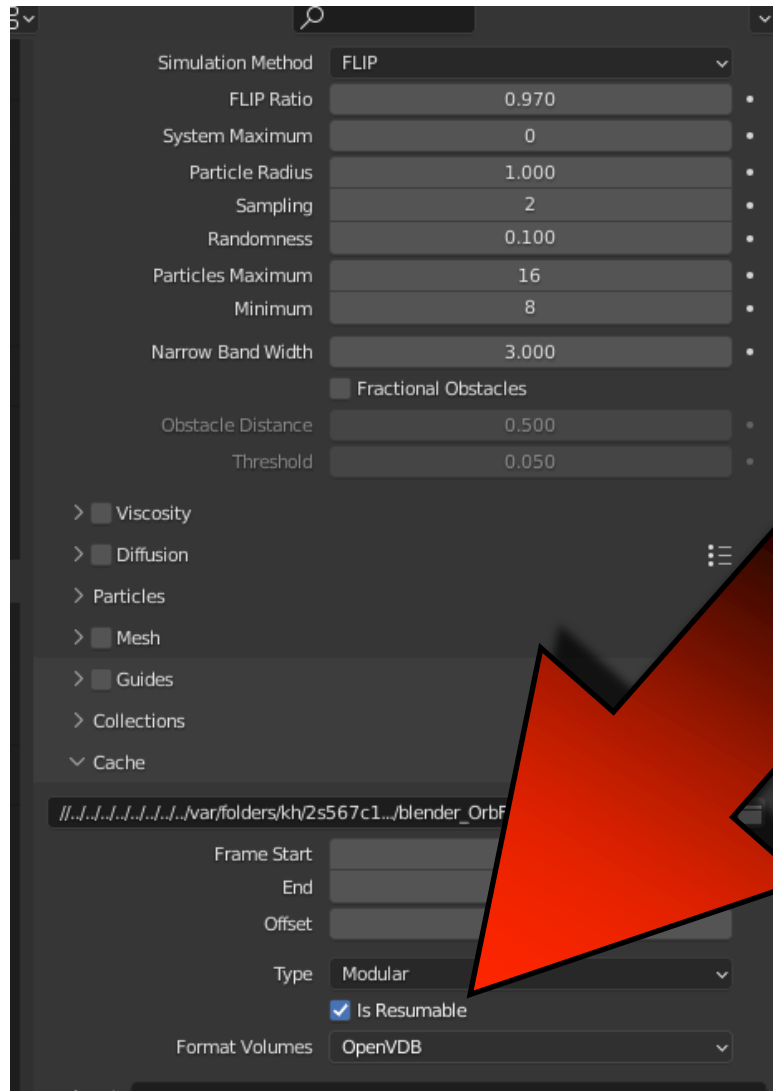 Simulation Method FLIP
FLIP Ratio 0.970
System Maximum 0
Particle Radius 1.000
Sampling 2
Randomness 0.100
Particles Maximum 16
Minimum 8
Narrow Band Width 3.000
Fractional Obstacles
Obstacle Distance 0.500
Threshold 0.050
Viscosity
Diffusion
Particles
Mesh
Guides
Collections
Cache
//../../../../../../../../var/folders/kh/2s567c1.../blender_Orb
Frame Start
End
Offset
Type Modular
Is Resumable
Format Volumes OpenVDB